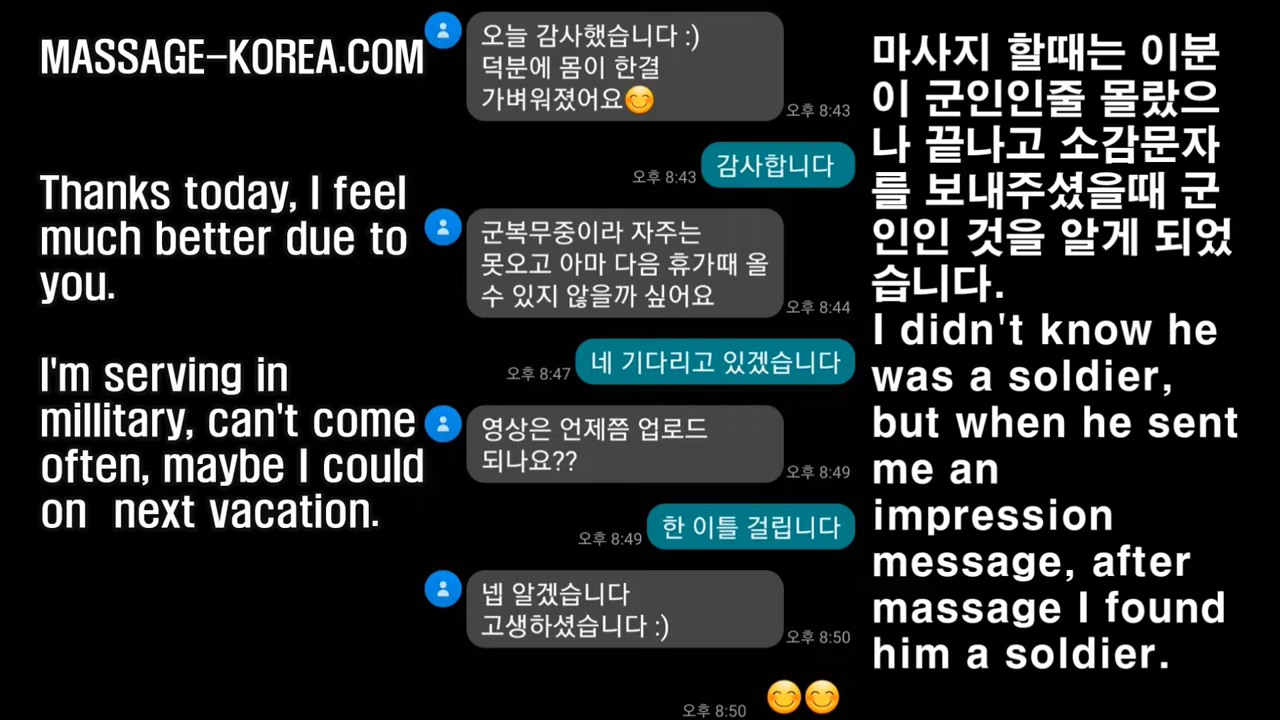 MASSAGE-KOREA.COM
Thanks today, I feel
much better due to
you.
I'm serving in
millitary, can't come
often, maybe I could
on next vacation.
오늘 감사했습니다 :)
덕분에 몸이 한결
가벼워졌어요😊
오후 8:43
감사합니다
오후 8:43
군복무중이라 자주는
못오고 아마 다음 휴가때 올
수 있지 않을까 싶어요
오후 8:44
네 기다리고 있겠습니다
오후 8:47
영상은 언제쯤 업로드
되나요??
오후 8:49
한 이틀 걸립니다
오후 8:49
넵 알겠습니다
고생하셨습니다 :)
오후 8:50
😊😊
오후 8:50
마사지 할때는 이분
이 군인인줄 몰랐으
나 끝나고 소감문자
를 보내주셨을때 군
인인 것을 알게 되었
습니다.
I didn't know he
was a soldier,
but when he sent
me an
impression
message, after
massage I found
him a soldier.